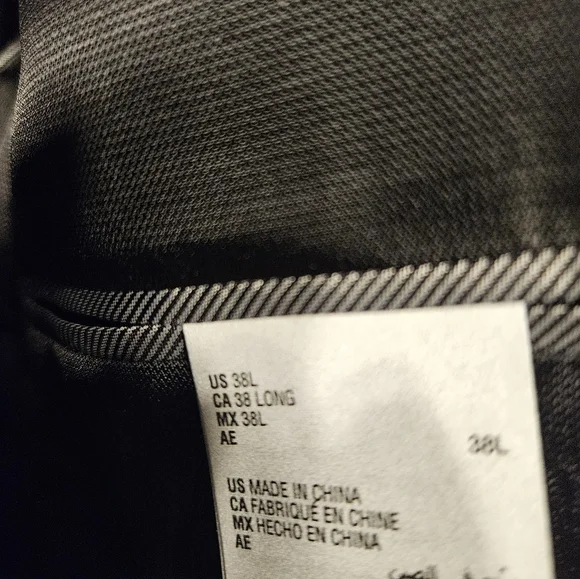 US 38L
CA 38 LONG
MX 38L
AE
38L
US MADE IN CHINA
CA FABRIQUÉ EN CHINE
MX HECHO EN CHINA
AE